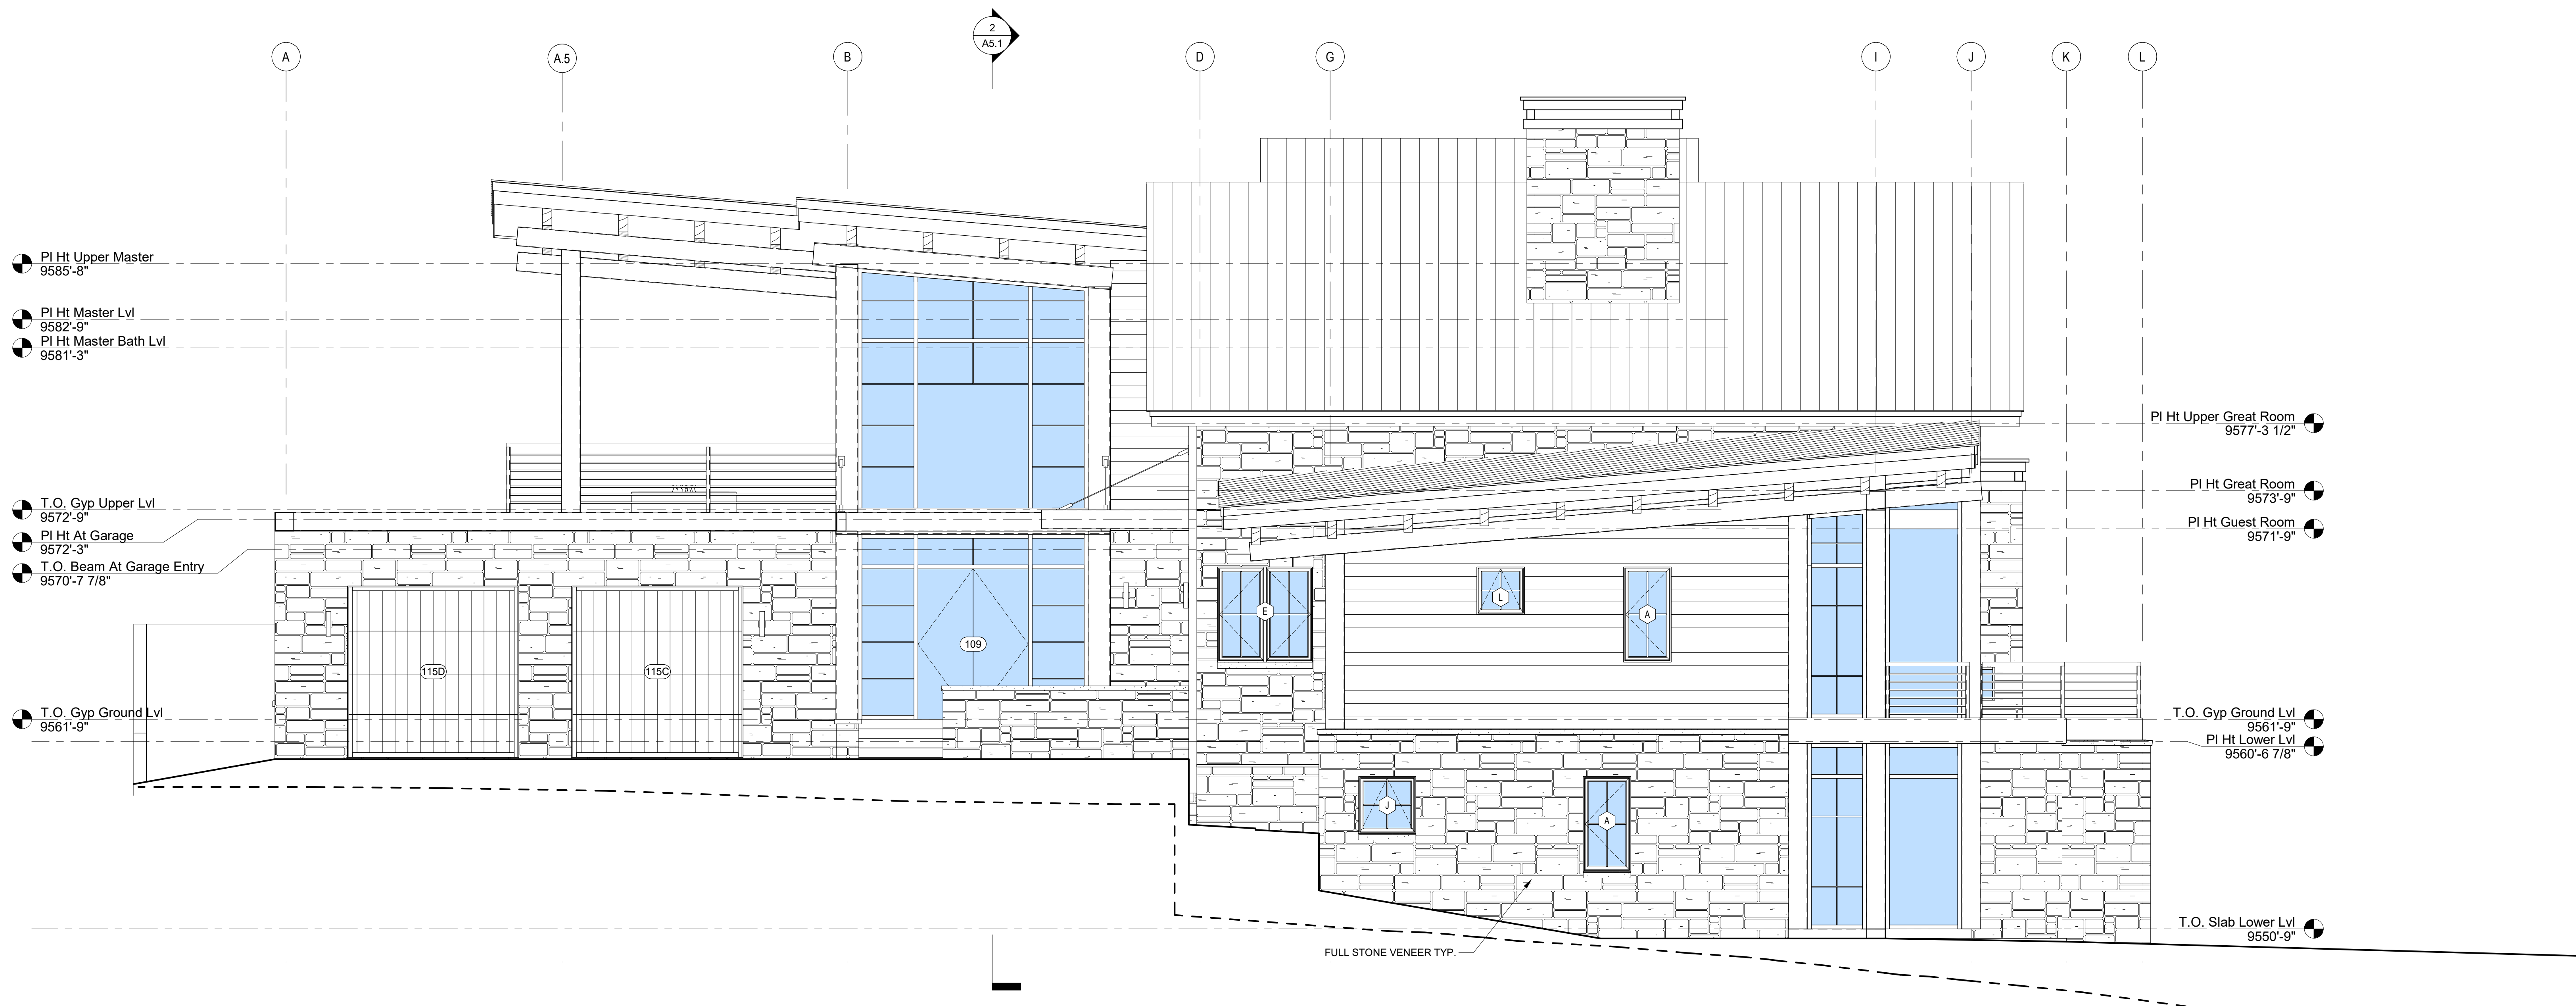 2
A5.1
A
A.5
B
D
G
I
J
K
L
Pl Ht Upper Master
9585'-8"
Pl Ht Master Lvl
9582'-9"
Pl Ht Master Bath Lvl
9581'-3"
Pl Ht Upper Great Room
9577'-3 1/2"
Pl Ht Great Room
9573'-9"
T.O. Gyp Upper Lvl
9572'-9"
Pl Ht Guest Room
9571'-9"
Pl Ht At Garage
9572'-3"
T.O. Beam At Garage Entry
9570'-7 7/8"
E
L
A
109
115D
115C
T.O. Gyp Ground Lvl
9561'-9"
T.O. Gyp Ground Lvl
9561'-9"
Pl Ht Lower Lvl
9560'-6 7/8"
J
A
T.O. Slab Lower Lvl
9550'-9"
FULL STONE VENEER TYP.